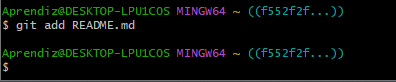 Aprendiz@DESKTOP-LPU1COS MINGW64 ~ ((f552f2f...))
$ git add README.md
Aprendiz@DESKTOP-LPU1COS MINGW64 ~ ((f552f2f...))
$